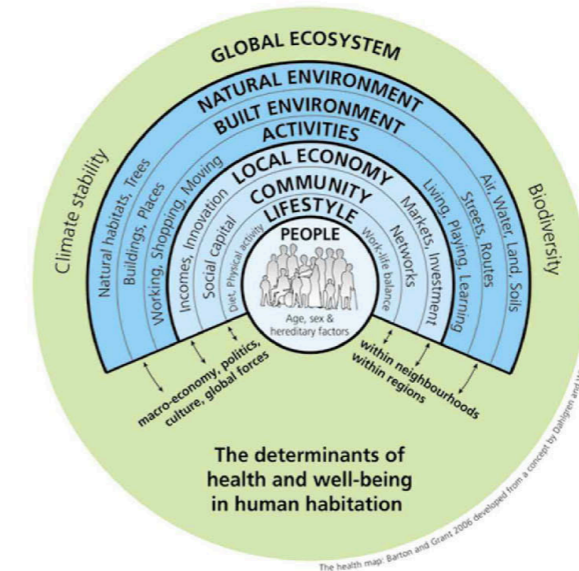 GLOBAL ECOSYSTEM
NATURAL ENVIRONMENT
BUILT ENVIRONMENT
ACTIVITIES
LOCAL ECONOMY
COMMUNITY
LIFESTYLE
PEOPLE
Age, sex &
hereditary factors
Climate stability
Natural habitats, Trees
Buildings, Places
Working, Shopping, Moving
Incomes, Innovation
Social capital
Diet, Physical activity
Work-life balance
Networks
Markets, Investment
Living, Playing, Learning
Streets, Routes
Air, Water, Land, Soils
Biodiversity
macro-economy, politics,
culture, global forces
within neighbourhoods
within regions
The determinants of
health and well-being
in human habitation
The health map: Barton and Grant 2006 developed from a concept by Dahlgren and